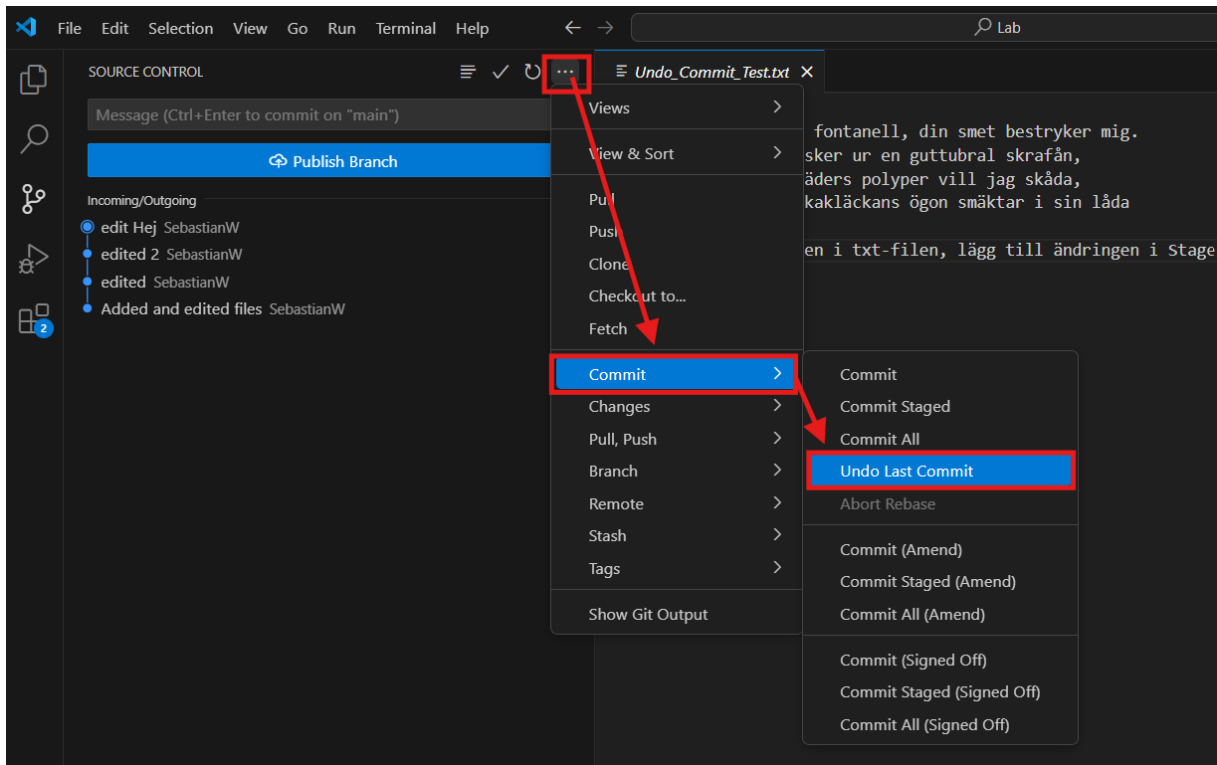 File Edit Selection View Go Run Terminal Help
Lab
SOURCE CONTROL
Message (Ctrl+Enter to commit on "main")
Publish Branch
Incoming/Outgoing
edit Hej SebastianW
edited 2 SebastianW
edited SebastianW
Added and edited files SebastianW
2
Undo_Commit_Test.txt
fontanell, din smet bestryker mig.
sker ur en guttubral skrafån,
äders polyper vill jag skåda,
kakläckans ögon smäktar i sin låda
en i txt-filen, lägg till ändringen i Stage
Views
View & Sort
Pull
Push
Clone
Checkout to...
Fetch
Commit
Changes
Pull, Push
Branch
Remote
Stash
Tags
Show Git Output
Commit
Commit Staged
Commit All
Undo Last Commit
Abort Rebase
Commit (Amend)
Commit Staged (Amend)
Commit All (Amend)
Commit (Signed Off)
Commit Staged (Signed Off)
Commit All (Signed Off)